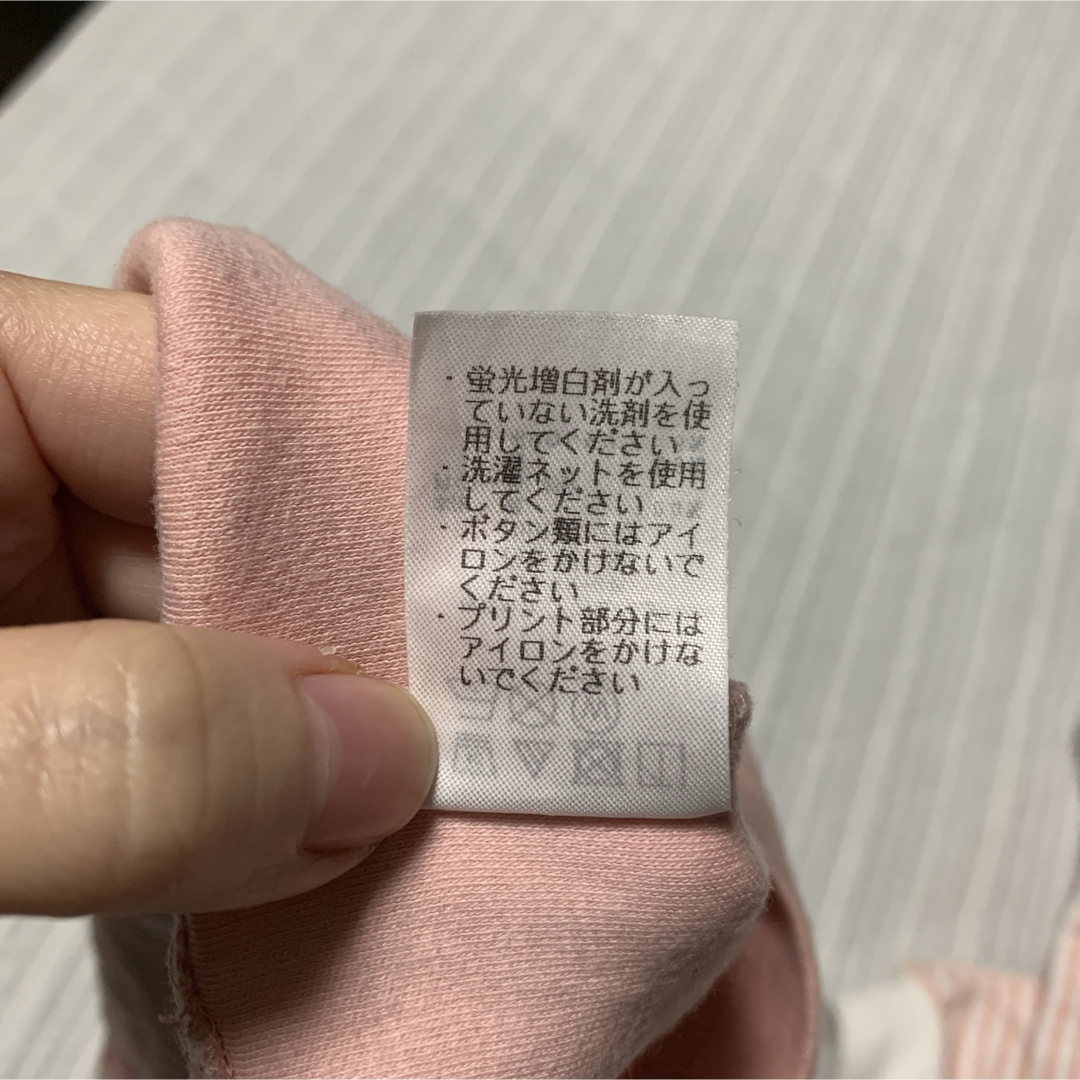 ・蛍光増白剤が入っ
ていない洗剤を使
用してください
・洗濯ネットを使用
してください
・ボタン類にはアイ
ロンをかけないで
ください
・プリント部分には
アイロンをかけな
いでください